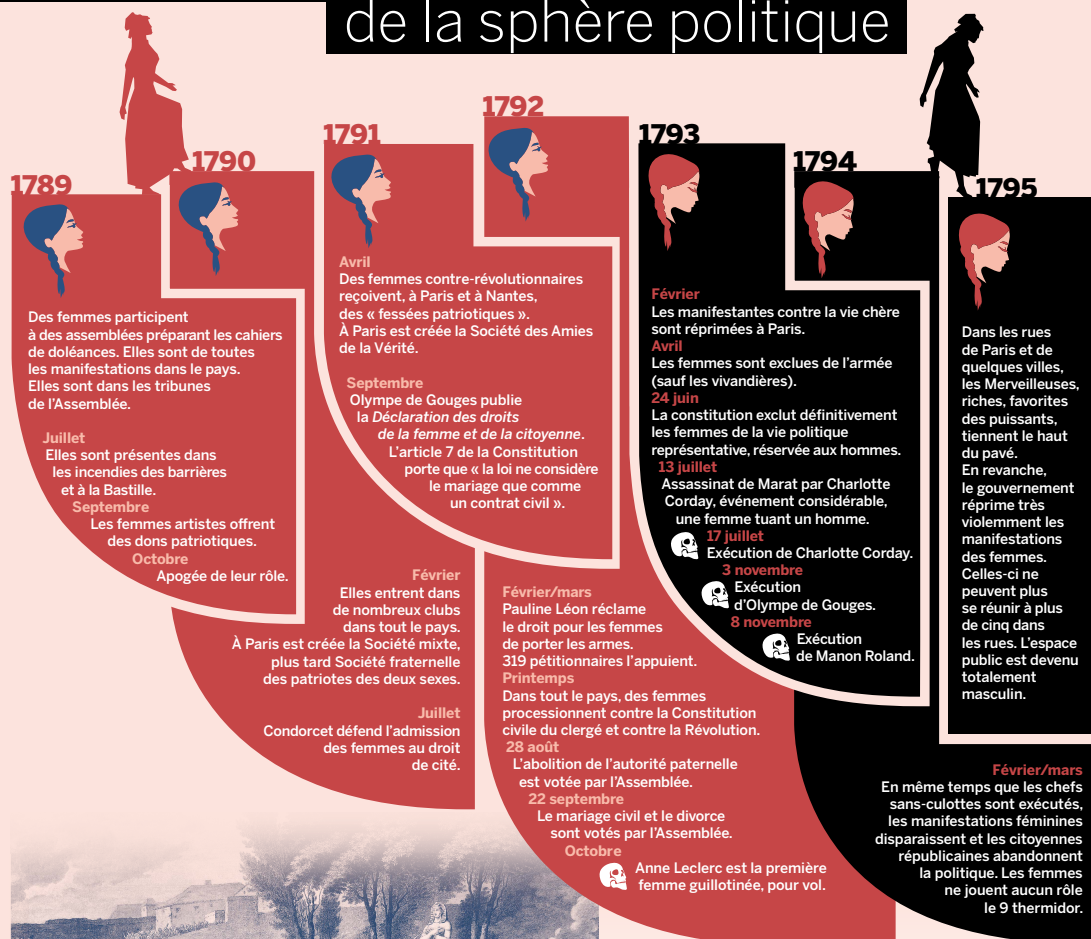 de la sphère politique
1789
Des femmes participent
à des assemblées préparant les cahiers
de doléances. Elles sont de toutes
les manifestations dans le pays.
Elles sont dans les tribunes
de l'Assemblée.
Juillet
Elles sont présentes dans
les incendies des barrières
et à la Bastille.
Septembre
Les femmes artistes offrent
des dons patriotiques.
Octobre
Apogée de leur rôle.
1790
Février
Elles entrent dans
de nombreux clubs
dans tout le pays.
À Paris est créée la Société mixte,
plus tard Société fraternelle
des patriotes des deux sexes.
Juillet
Condorcet défend l'admission
des femmes au droit
de cité.
1791
Avril
Des femmes contre-révolutionnaires
reçoivent, à Paris et à Nantes,
des « fessées patriotiques ».
À Paris est créée la Société des Amies
de la Vérité.
Septembre
Olympe de Gouges publie
la Déclaration des droits
de la femme et de la citoyenne.
L'article 7 de la Constitution
porte que « la loi ne considère
le mariage que comme
un contrat civil ».
1792
Février/mars
Pauline Léon réclame
le droit pour les femmes
de porter les armes.
319 pétitionnaires l'appuient.
Printemps
Dans tout le pays, des femmes
processionnent contre la Constitution
civile du clergé et contre la Révolution.
28 août
L'abolition de l'autorité paternelle
est votée par l'Assemblée.
22 septembre
Le mariage civil et le divorce
sont votés par l'Assemblée.
Octobre
Anne Leclerc est la première
femme guillotinée, pour vol.
1793
Février
Les manifestantes contre la vie chère
sont réprimées à Paris.
Avril
Les femmes sont exclues de l'armée
(sauf les vivandières).
24 juin
La constitution exclut définitivement
les femmes de la vie politique
représentative, réservée aux hommes.
13 juillet
Assassinat de Marat par Charlotte
Corday, événement considérable,
une femme tuant un homme.
17 juillet
Exécution de Charlotte Corday.
3 novembre
Exécution
d'Olympe de Gouges.
8 novembre
Exécution
de Manon Roland.
1794
Février/mars
En même temps que les chefs
sans-culottes sont exécutés,
les manifestations féminines
disparaissent et les citoyennes
républicaines abandonnent
la politique. Les femmes
ne jouent aucun rôle
le 9 thermidor.
1795
Dans les rues
de Paris et de
quelques villes,
les Merveilleuses,
riches, favorites
des puissants,
tiennent le haut
du pavé.
En revanche,
le gouvernement
réprime très
violemment les
manifestations
des femmes.
Celles-ci ne
peuvent plus
se réunir à plus
de cinq dans
les rues. L'espace
public est devenu
totalement
masculin.